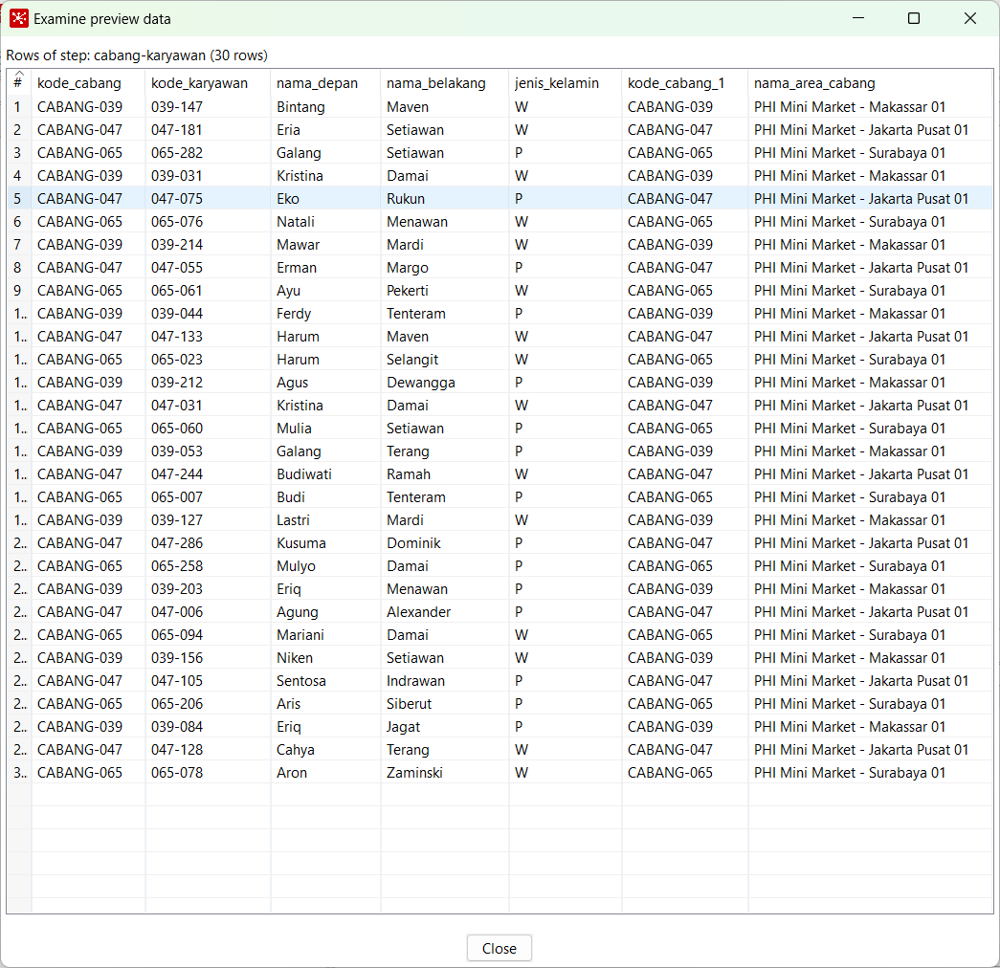 Examine preview data
Rows of step: cabang-karyawan (30 rows)
# kode_cabang kode_karyawan nama_depan nama_belakang jenis_kelamin kode_cabang_1 nama_area_cabang
1 CABANG-039 039-147 Bintang Maven W CABANG-039 PHI Mini Market - Makassar 01
2 CABANG-047 047-181 Eria Setiawan W CABANG-047 PHI Mini Market - Jakarta Pusat 01
3 CABANG-065 065-282 Galang Setiawan P CABANG-065 PHI Mini Market - Surabaya 01
4 CABANG-039 039-031 Kristina Damai W CABANG-039 PHI Mini Market - Makassar 01
5 CABANG-047 047-075 Eko Rukun P CABANG-047 PHI Mini Market - Jakarta Pusat 01
6 CABANG-065 065-076 Natali Menawan W CABANG-065 PHI Mini Market - Surabaya 01
7 CABANG-039 039-214 Mawar Mardi W CABANG-039 PHI Mini Market - Makassar 01
8 CABANG-047 047-055 Erman Margo P CABANG-047 PHI Mini Market - Jakarta Pusat 01
9 CABANG-065 065-061 Ayu Pekerti W CABANG-065 PHI Mini Market - Surabaya 01
1.. CABANG-039 039-044 Ferdy Tenteram P CABANG-039 PHI Mini Market - Makassar 01
1.. CABANG-047 047-133 Harum Maven W CABANG-047 PHI Mini Market - Jakarta Pusat 01
1.. CABANG-065 065-023 Harum Selangit W CABANG-065 PHI Mini Market - Surabaya 01
1.. CABANG-039 039-212 Agus Dewangga P CABANG-039 PHI Mini Market - Makassar 01
1.. CABANG-047 047-031 Kristina Damai W CABANG-047 PHI Mini Market - Jakarta Pusat 01
1.. CABANG-065 065-060 Mulia Setiawan P CABANG-065 PHI Mini Market - Surabaya 01
1.. CABANG-039 039-053 Galang Terang P CABANG-039 PHI Mini Market - Makassar 01
1.. CABANG-047 047-244 Budiwati Ramah W CABANG-047 PHI Mini Market - Jakarta Pusat 01
1.. CABANG-065 065-007 Budi Tenteram P CABANG-065 PHI Mini Market - Surabaya 01
1.. CABANG-039 039-127 Lastri Mardi W CABANG-039 PHI Mini Market - Makassar 01
2.. CABANG-047 047-286 Kusuma Dominik P CABANG-047 PHI Mini Market - Jakarta Pusat 01
2.. CABANG-065 065-258 Mulyo Damai P CABANG-065 PHI Mini Market - Surabaya 01
2.. CABANG-039 039-203 Eriq Menawan P CABANG-039 PHI Mini Market - Makassar 01
2.. CABANG-047 047-006 Agung Alexander P CABANG-047 PHI Mini Market - Jakarta Pusat 01
2.. CABANG-065 065-094 Mariani Damai W CABANG-065 PHI Mini Market - Surabaya 01
2.. CABANG-039 039-156 Niken Setiawan W CABANG-039 PHI Mini Market - Makassar 01
2.. CABANG-047 047-105 Sentosa Indrawan P CABANG-047 PHI Mini Market - Jakarta Pusat 01
2.. CABANG-065 065-206 Aris Siberut P CABANG-065 PHI Mini Market - Surabaya 01
2.. CABANG-039 039-084 Eriq Jagat P CABANG-039 PHI Mini Market - Makassar 01
2.. CABANG-047 047-128 Cahya Terang W CABANG-047 PHI Mini Market - Jakarta Pusat 01
3.. CABANG-065 065-078 Aron Zaminski W CABANG-065 PHI Mini Market - Surabaya 01
Close